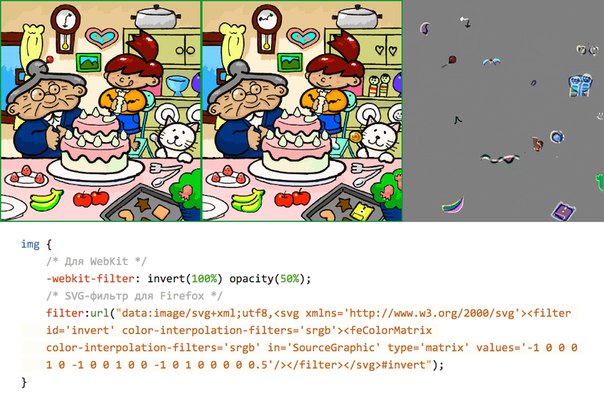 img {
/* Для WebKit */
-webkit-filter: invert(100%) opacity(50%);
/* SVG-фильтр для Firefox */
filter:url("data:image/svg+xml;utf8,<svg xmlns='http://www.w3.org/2000/svg'><filter
id='invert' color-interpolation-filters='srgb'><feColorMatrix
color-interpolation-filters='srgb' in='SourceGraphic' type='matrix' values='-1 0 0 0
1 0 -1 0 0 1 0 0 -1 0 1 0 0 0 0 0.5'/></filter></svg>#invert");
}